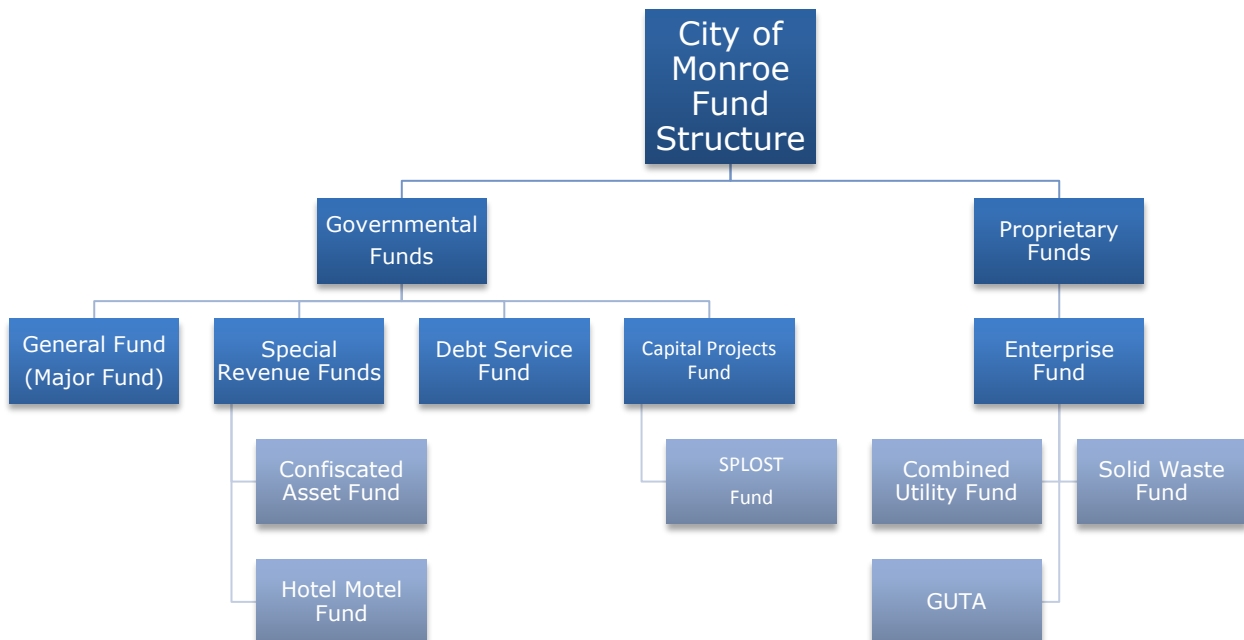 City of
Monroe
Fund
Structure
Governmental
Funds
Proprietary
Funds
General Fund
(Major Fund)
Special
Revenue Funds
Debt Service
Fund
Capital Projects
Fund
Enterprise
Fund
Confiscated
Asset Fund
SPLOST
Fund
Combined
Utility Fund
Solid Waste
Fund
Hotel Motel
Fund
GUTA